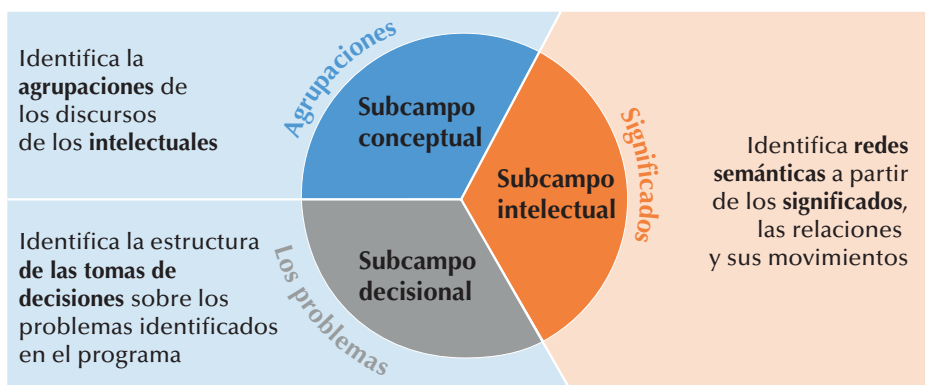 Identifica la
agrupaciones de
los discursos
de los intelectuales
Agrupaciones
Subcampo
conceptual
Significados
Subcampo
intelectual
Identifica redes
semánticas a partir
de los significados,
las relaciones
y sus movimientos
Identifica la estructura
de las tomas de
decisiones sobre los
problemas identificados
en el programa
Los problemas
Subcampo
decisional